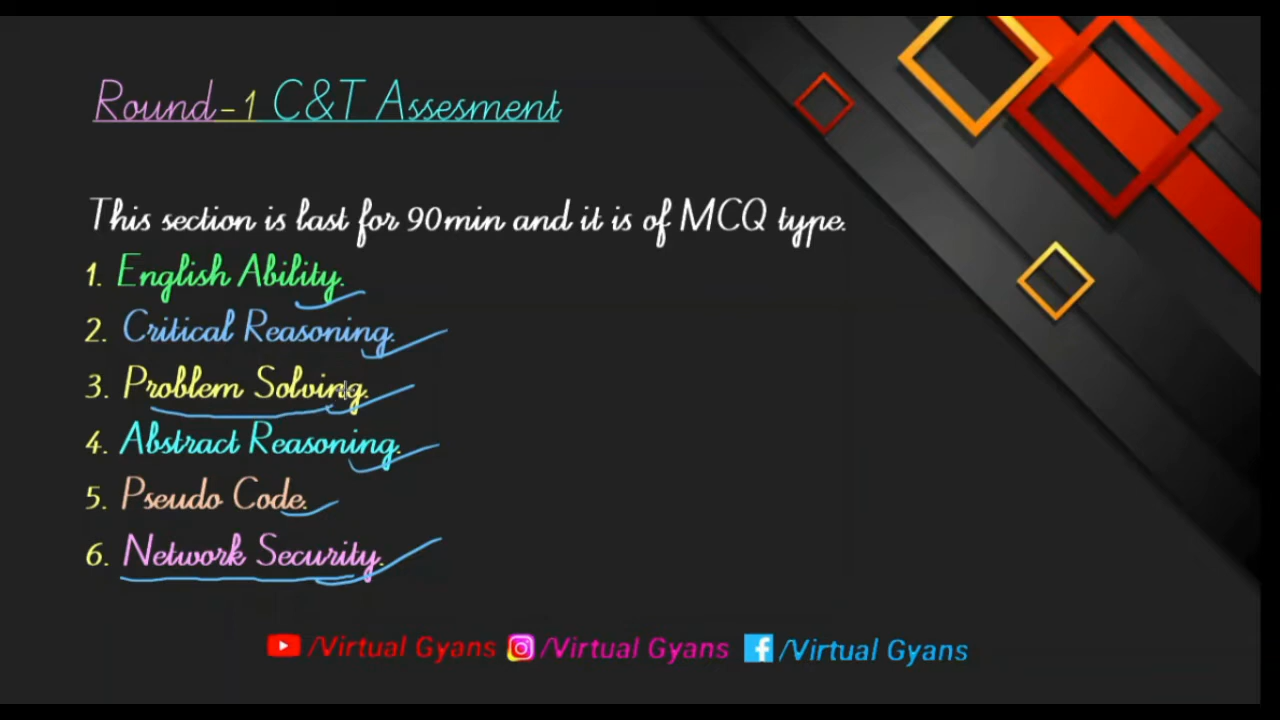 Round-1 C&T Assesment
This section is last for 90min and it is of MCQ type.
1. English Ability.
2. Critical Reasoning.
3. Problem Solving.
4. Abstract Reasoning.
5. Pseudo Code.
6. Network Security.
/Virtual Gyans /Virtual Gyans /Virtual Gyans